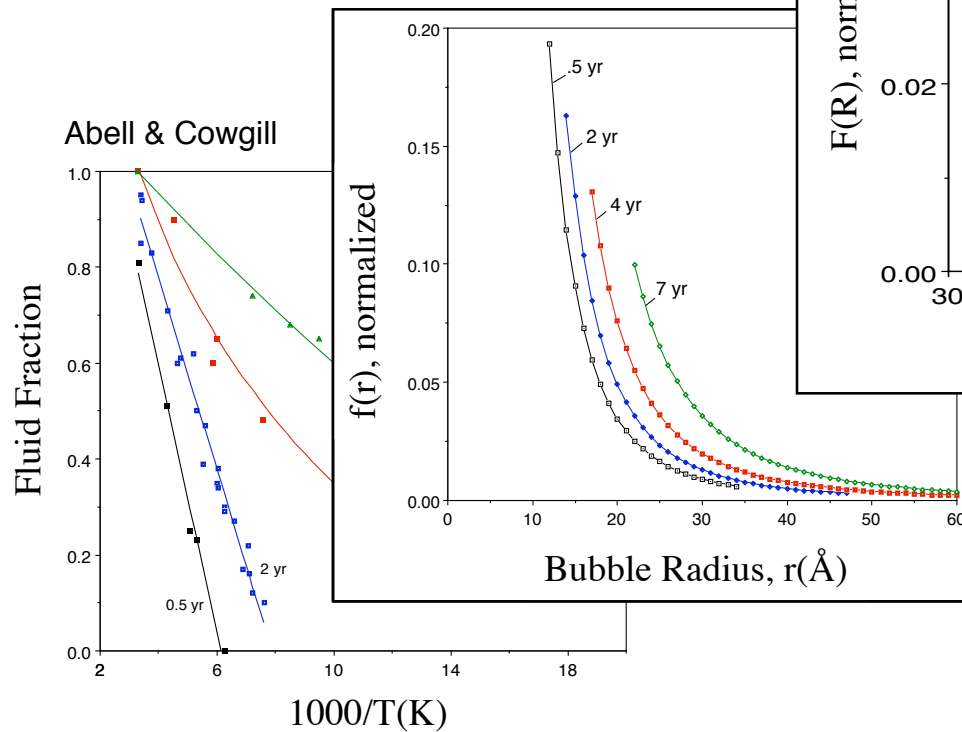 Abell & Cowgill
Fluid Fraction
1.0
0.8
0.6
0.4
0.2
0.0
2
6
10
14
18
1000/T(K)
0.5 yr
2 yr
f(r), normalized
0.20
0.15
0.10
0.05
0.00
0
10
20
30
40
50
60
Bubble Radius, r(Å)
.5 yr
2 yr
4 yr
7 yr
F(R), norn
0.02
0.00
30